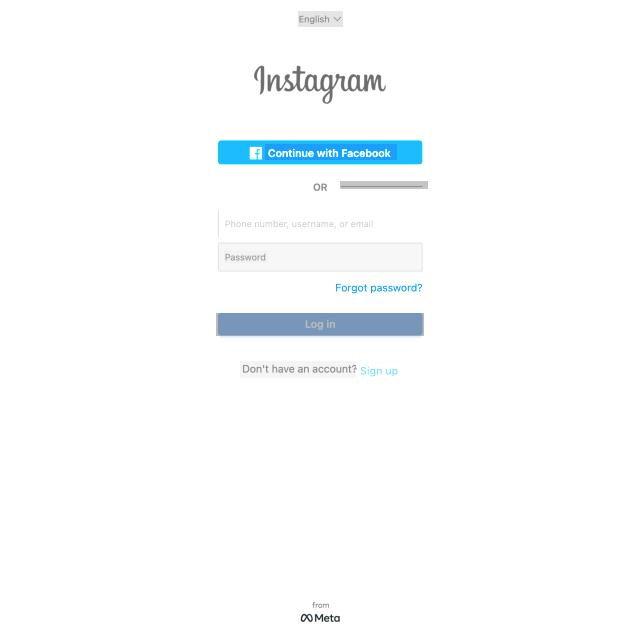 English
Instagram
Continue with Facebook
OR
Phone number, username, or email
Password
Forgot password?
Log in
Don't have an account? Sign up
from
Meta